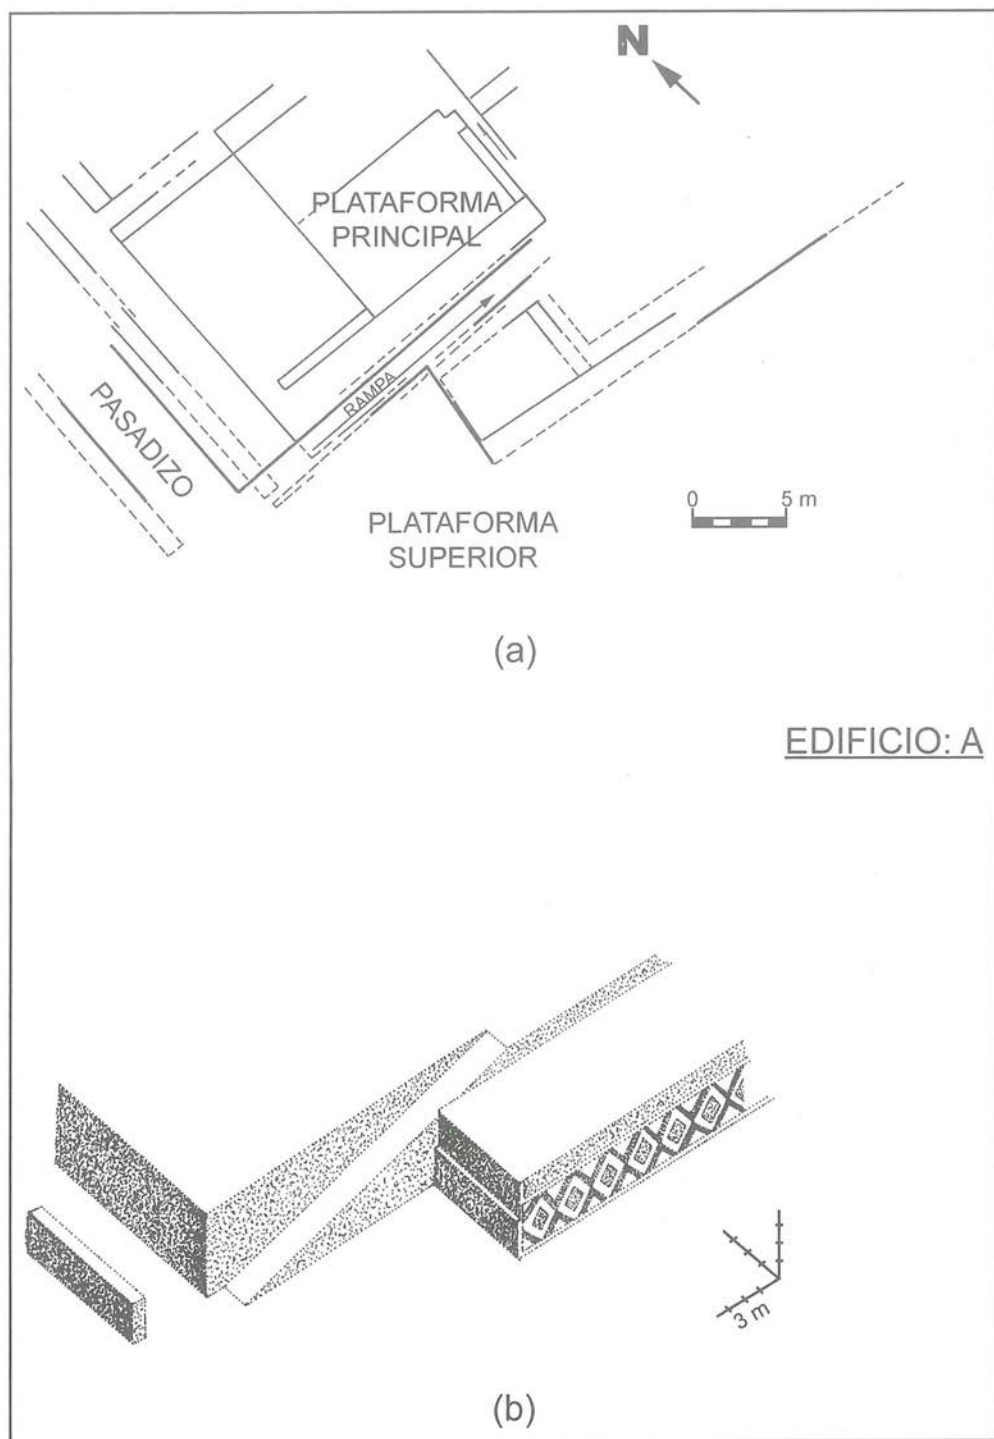 N
PLATAFORMA
PRINCIPAL
RAMPA
PASADIZO
0 5 m
PLATAFORMA
SUPERIOR
(a)
EDIFICIO: A
3 m
(b)